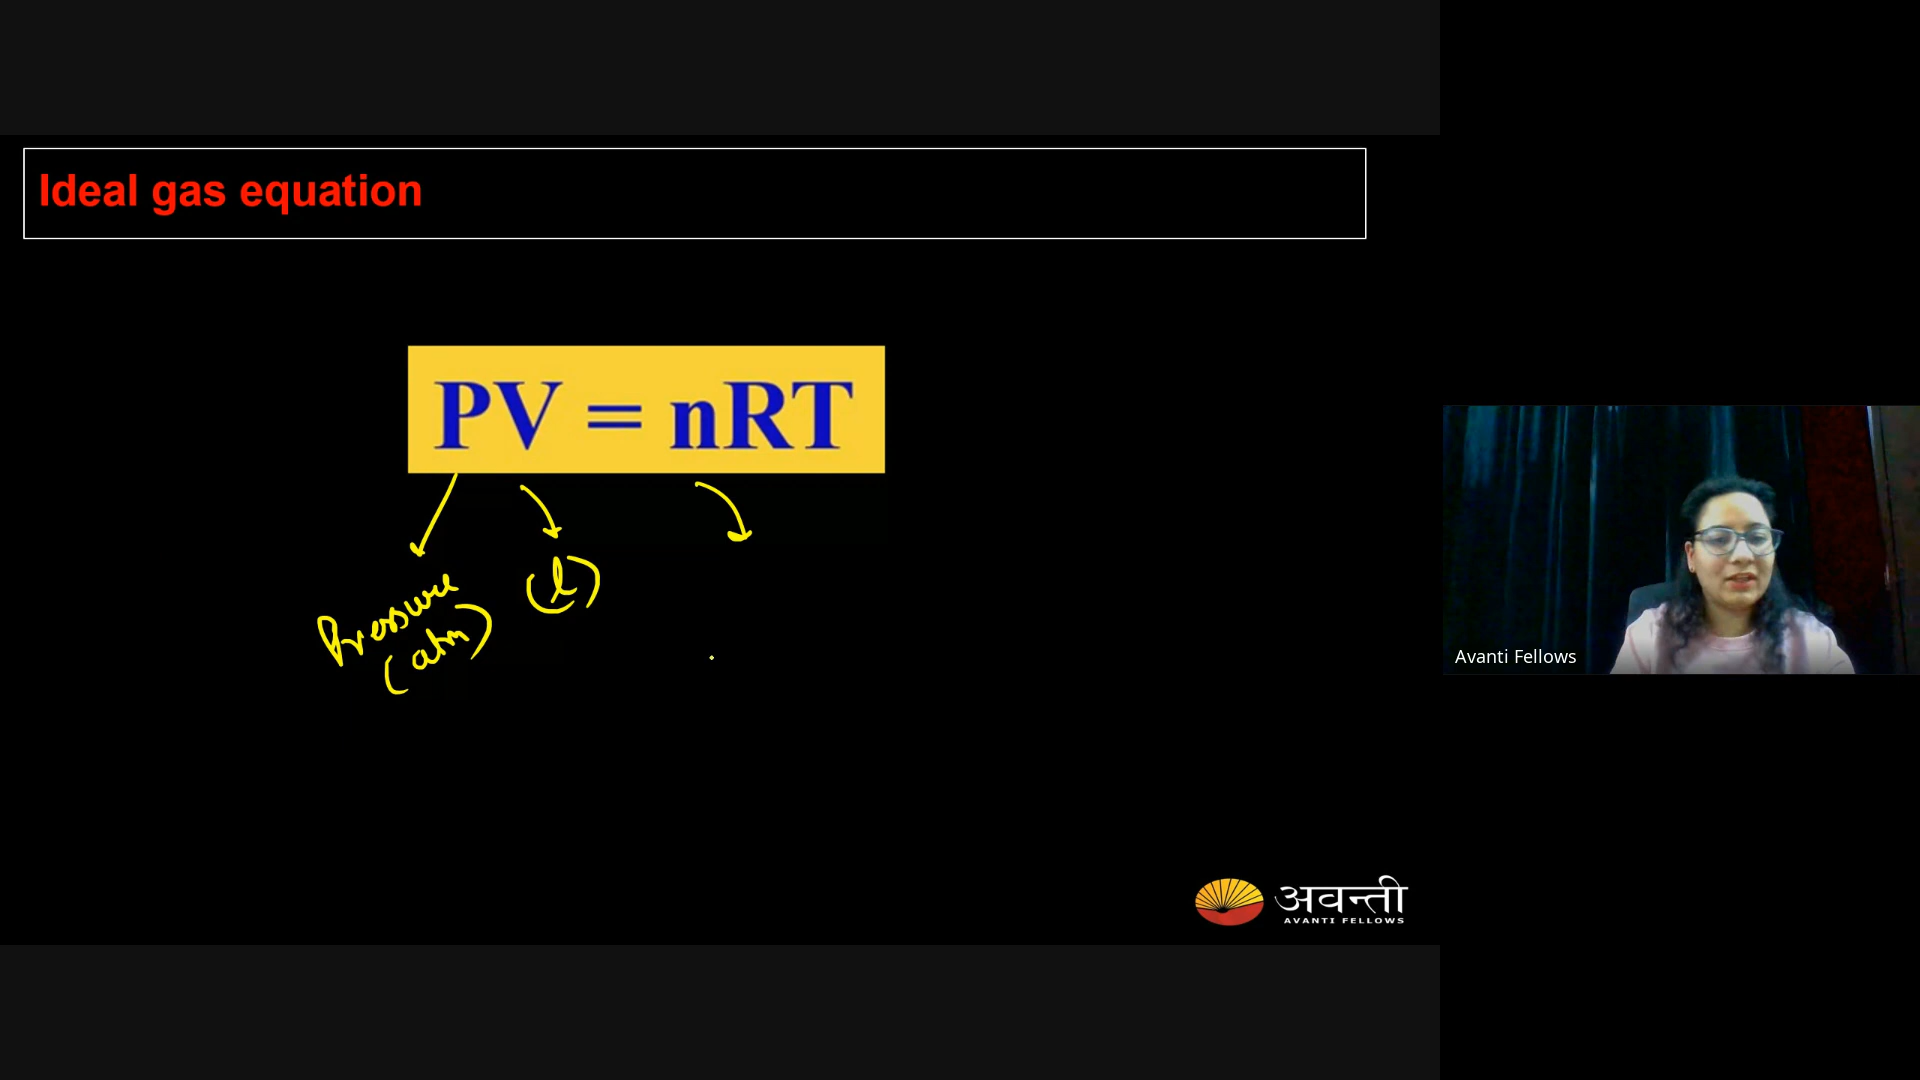 Ideal gas equation
PV = nRT
Pressure
(atm)
(l)
Avanti Fellows
अवन्ती
AVANTI FELLOWS